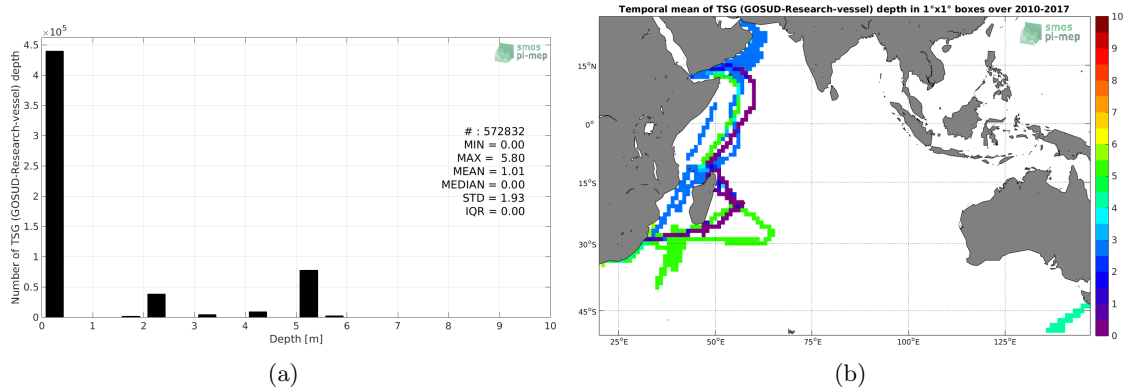 ×10⁵
4.5
4
3.5
3
2.5
2
1.5
1
0.5
0
Number of TSG (GOSUD-Research-vessel) depth
smos
pi-mep
# : 572832
MIN = 0.00
MAX = 5.80
MEAN = 1.01
MEDIAN = 0.00
STD = 1.93
IQR = 0.00
0 1 2 3 4 5 6 7 8 9 10
Depth [m]
(a)
Temporal mean of TSG (GOSUD-Research-vessel) depth in 1°x1° boxes over 2010-2017
smos
pi-mep
15°N
0°
15°S
30°S
45°S
25°E 50°E 75°E 100°E 125°E
10
9
8
7
6
5
4
3
2
1
0
(b)